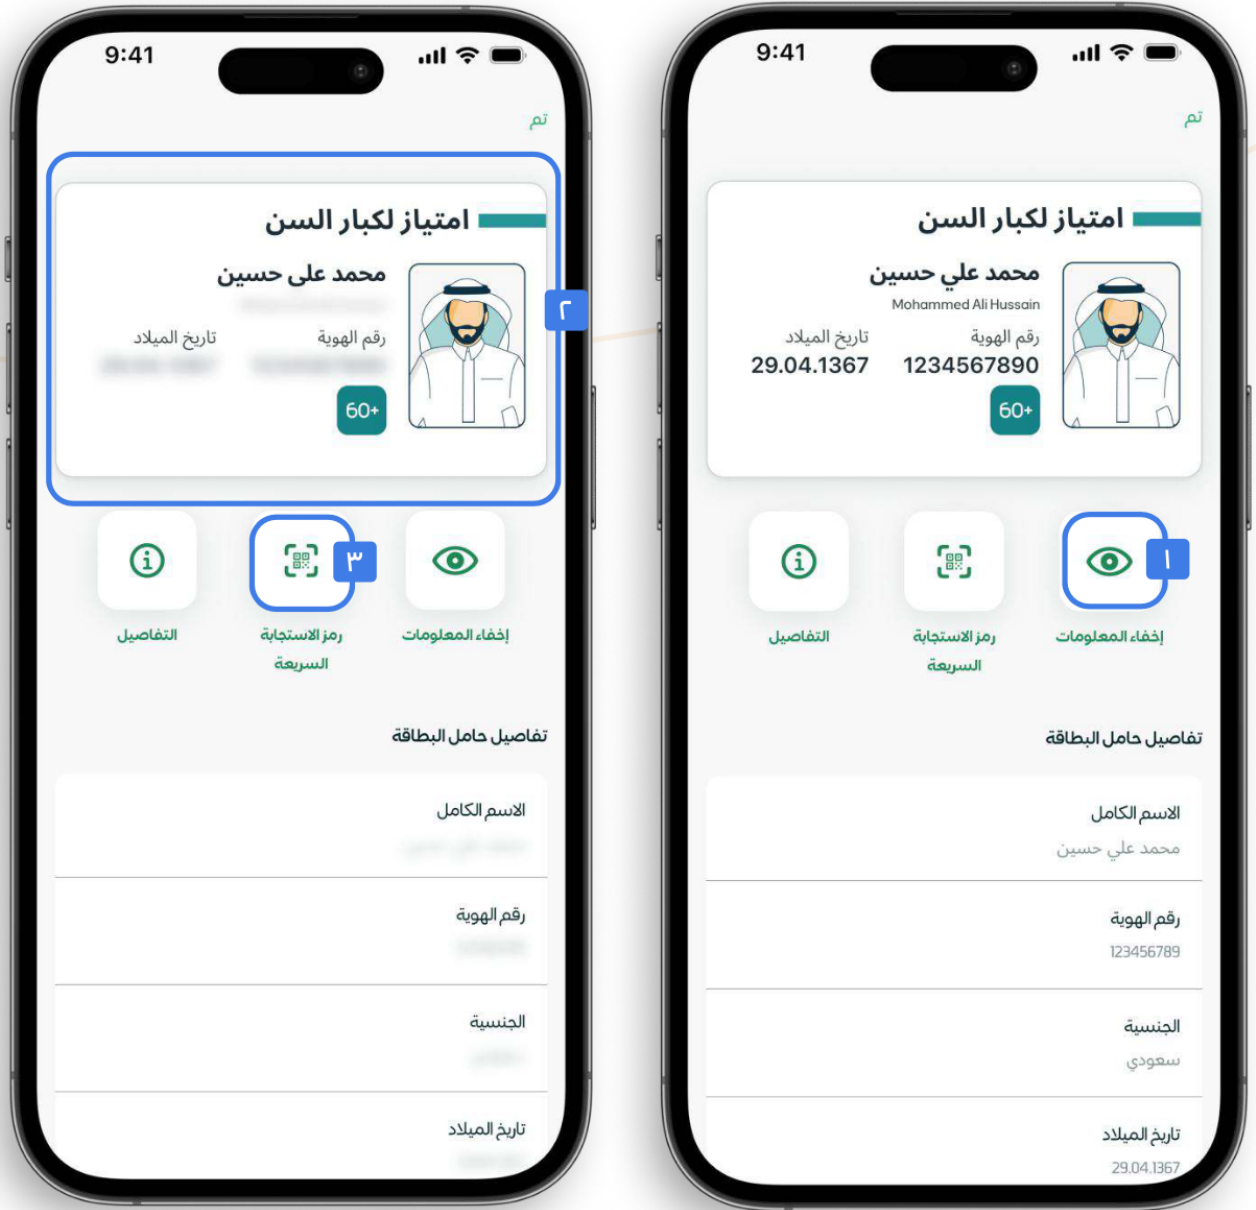 9:41
تم
امتياز لكبار السن
محمد علي حسين
Mohammed Ali Hussain
رقم الهوية
تاريخ الميلاد
1234567890
29.04.1367
60+
١
إخفاء المعلومات
رمز الاستجابة السريعة
التفاصيل
تفاصيل حامل البطاقة
الاسم الكامل
محمد علي حسين
رقم الهوية
123456789
الجنسية
سعودي
تاريخ الميلاد
29.04.1367
9:41
تم
امتياز لكبار السن
محمد علي حسين
٢
رقم الهوية
تاريخ الميلاد
60+
٣
إخفاء المعلومات
رمز الاستجابة السريعة
التفاصيل
تفاصيل حامل البطاقة
الاسم الكامل
رقم الهوية
الجنسية
تاريخ الميلاد